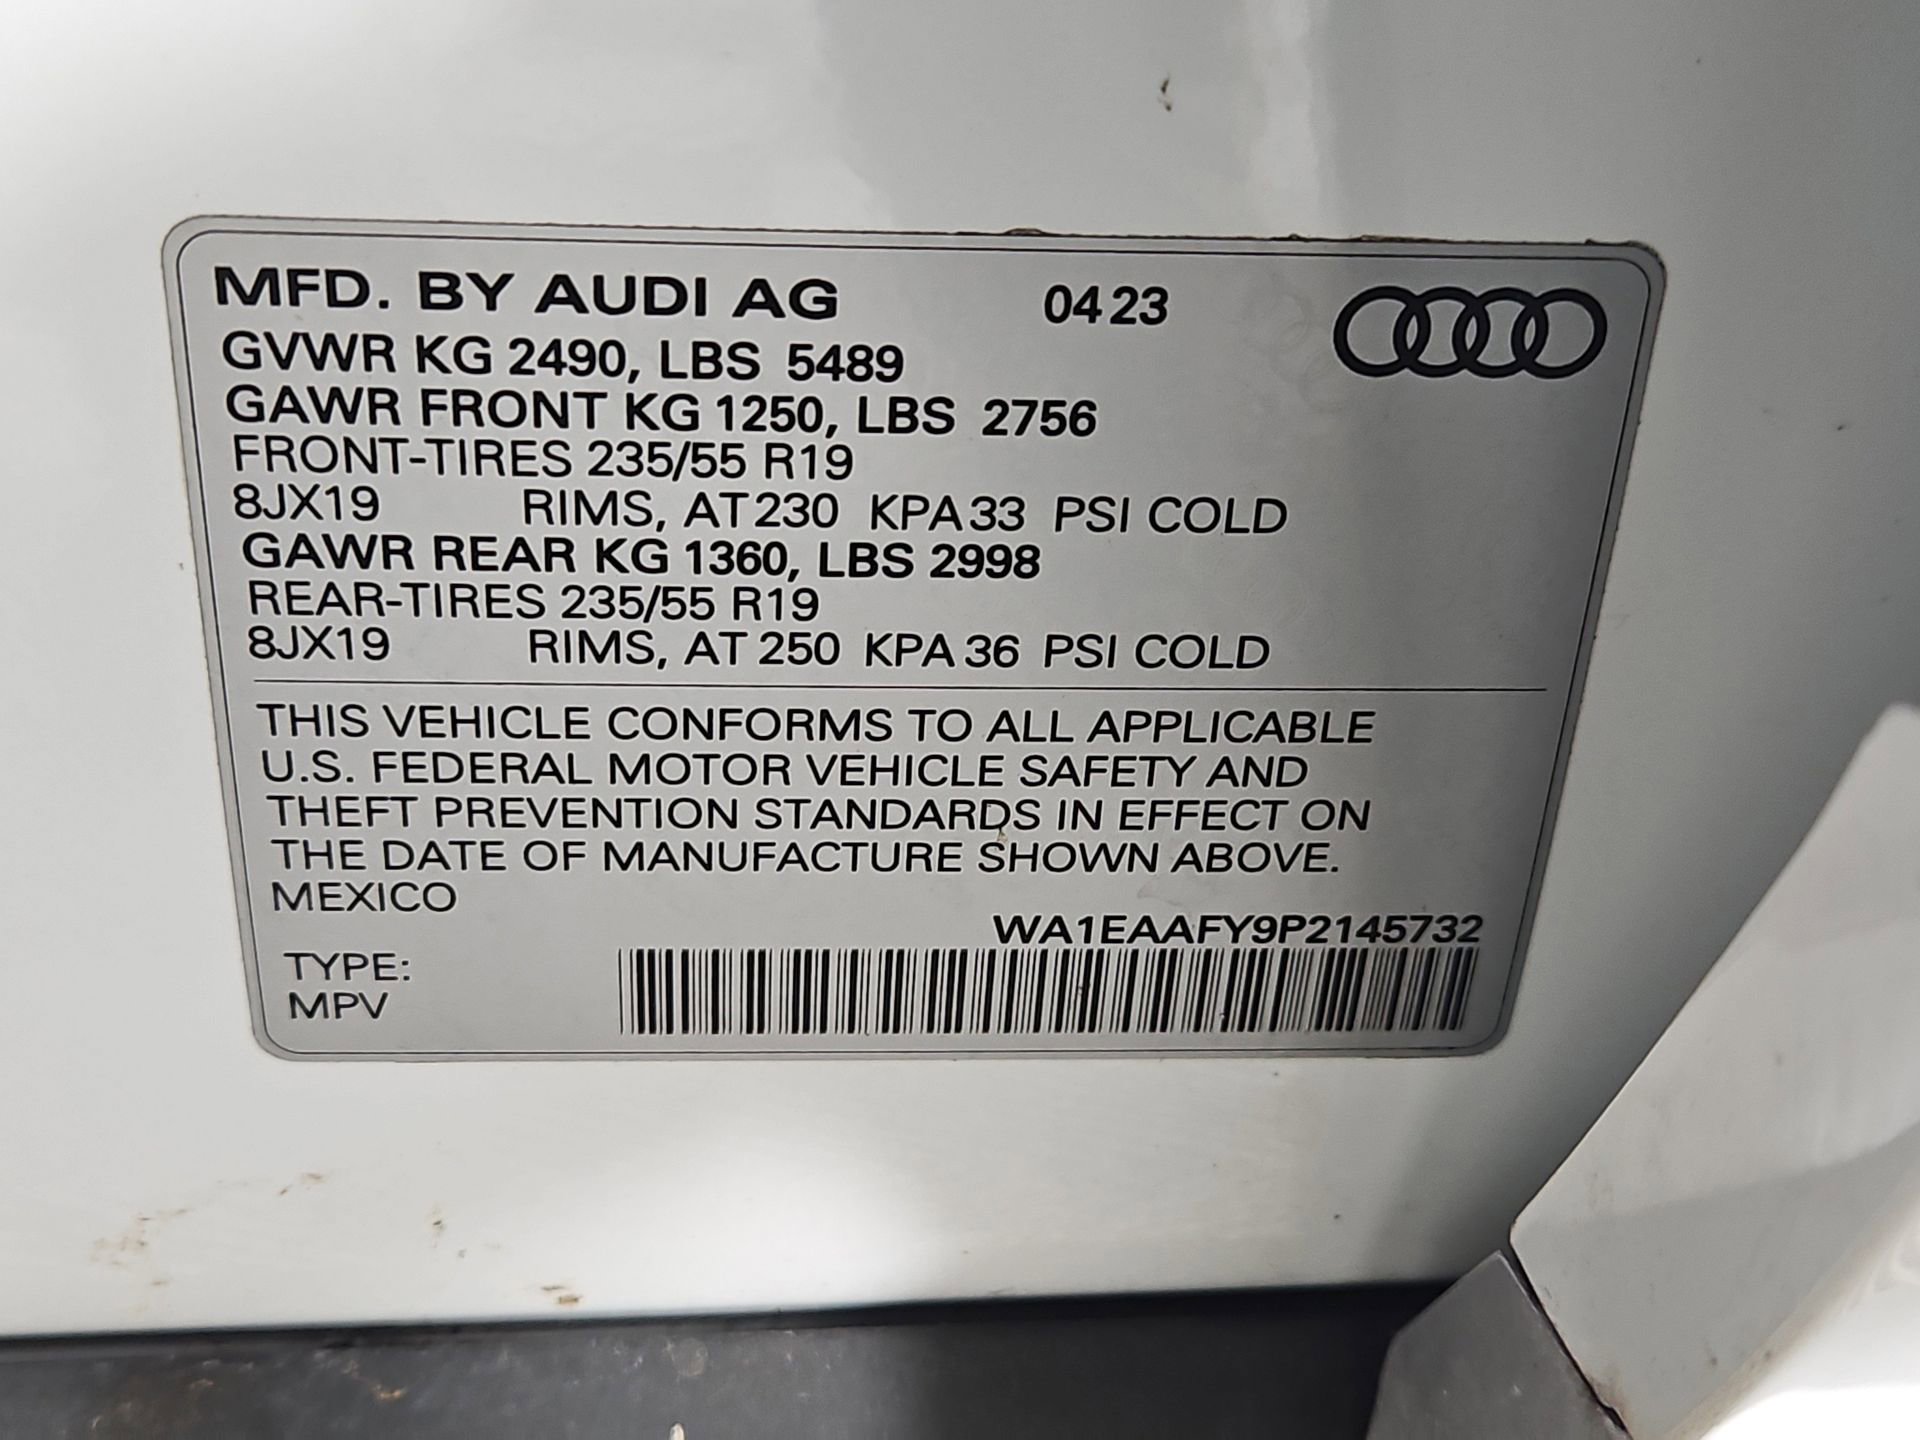 MFD. BY AUDI AG 04 23
GVWR KG 2490, LBS 5489
GAWR FRONT KG 1250, LBS 2756
FRONT-TIRES 235/55 R19
8JX19 RIMS, AT 230 KPA 33 PSI COLD
GAWR REAR KG 1360, LBS 2998
REAR-TIRES 235/55 R19
8JX19 RIMS, AT 250 KPA 36 PSI COLD
THIS VEHICLE CONFORMS TO ALL APPLICABLE
U.S. FEDERAL MOTOR VEHICLE SAFETY AND
THEFT PREVENTION STANDARDS IN EFFECT ON
THE DATE OF MANUFACTURE SHOWN ABOVE.
MEXICO
WA1EAAFY9P2145732
TYPE:
MPV